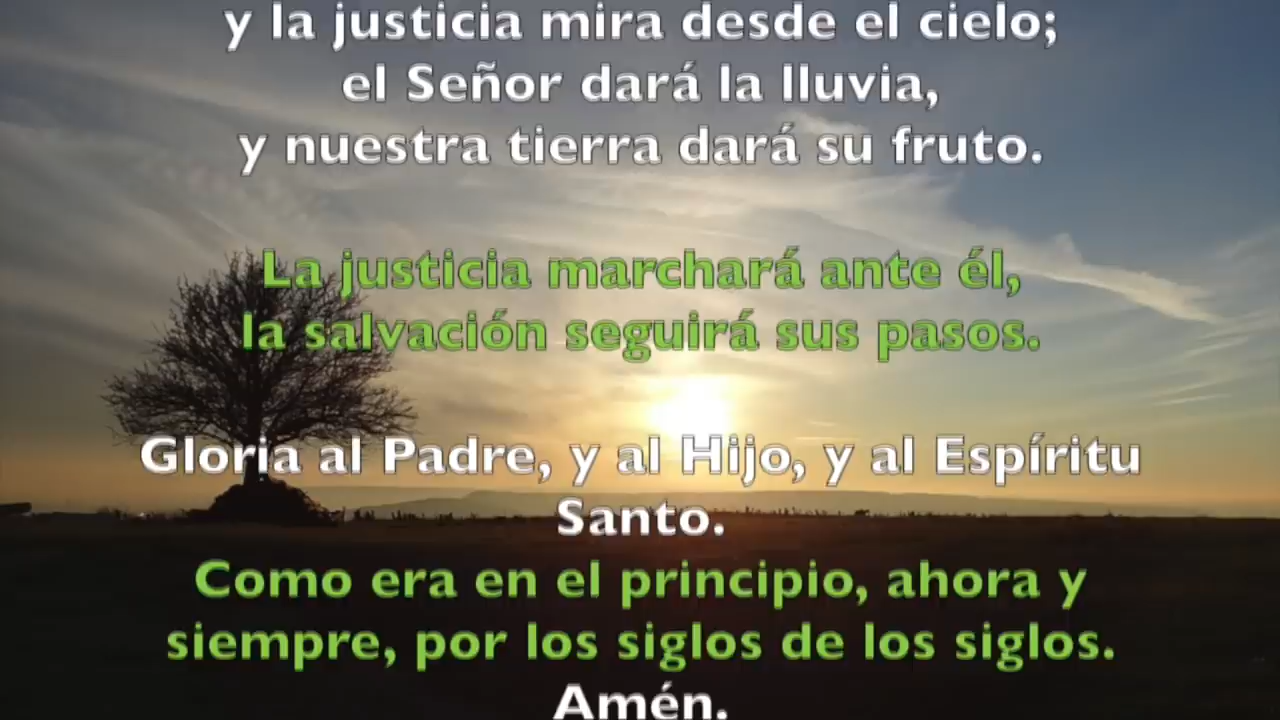 y la justicia mira desde el cielo;
el Señor dará la lluvia,
y nuestra tierra dará su fruto.
La justicia marchará ante él,
la salvación seguirá sus pasos.
Gloria al Padre, y al Hijo, y al Espíritu
Santo.
Como era en el principio, ahora y
siempre, por los siglos de los siglos.
Amén.